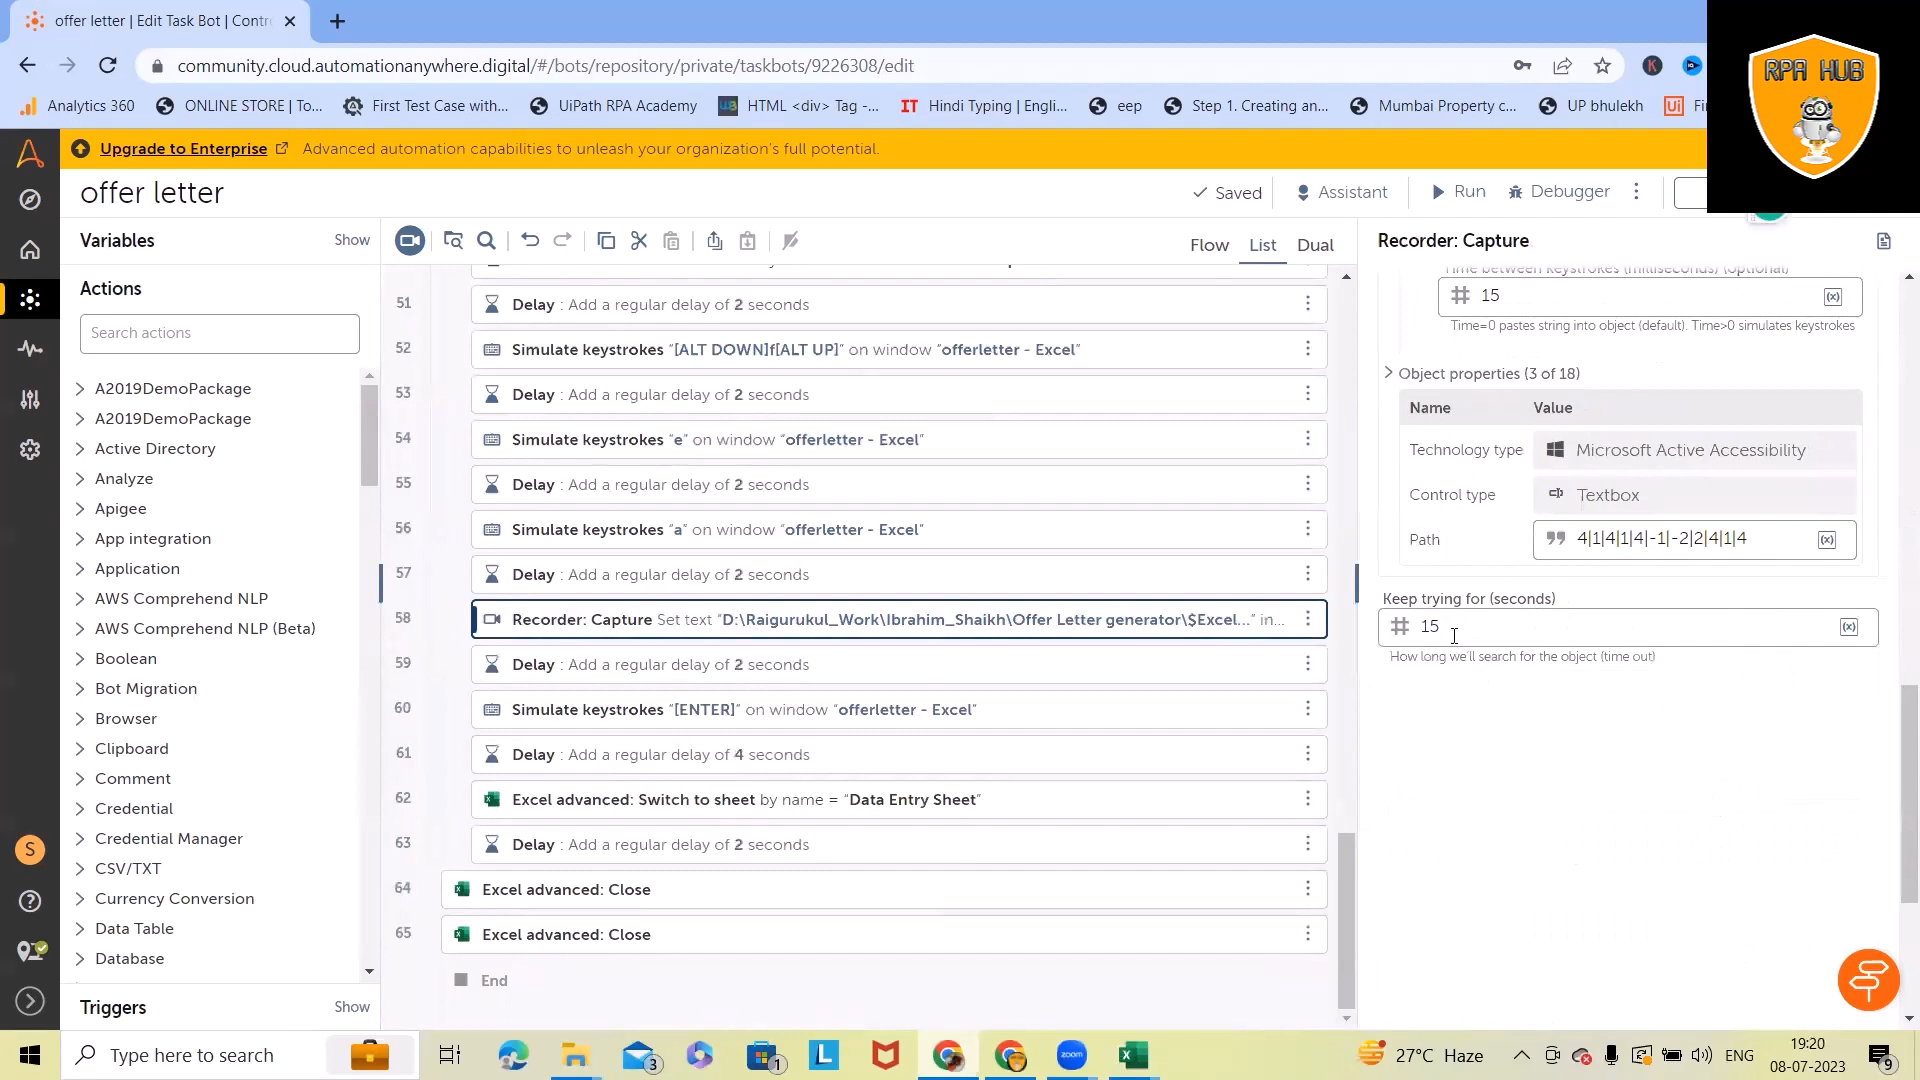 offer letter | Edit Task Bot | Contr
community.cloud.automationanywhere.digital/#/bots/repository/private/taskbots/9226308/edit
Analytics 360 ONLINE STORE | To... First Test Case with... UiPath RPA Academy HTML <div> Tag -... Hindi Typing | Engli... eep Step 1. Creating an... Mumbai Property c... UP bhulekh Fir
RPA HUB
Upgrade to Enterprise Advanced automation capabilities to unleash your organization's full potential.
offer letter
Saved Assistant Run Debugger
Variables Show
Flow List Dual
Recorder: Capture
Actions
Search actions
A2019DemoPackage
A2019DemoPackage
Active Directory
Analyze
Apigee
App integration
Application
AWS Comprehend NLP
AWS Comprehend NLP (Beta)
Boolean
Bot Migration
Browser
Clipboard
Comment
Credential
Credential Manager
CSV/TXT
Currency Conversion
Data Table
Database
Triggers Show
51 Delay : Add a regular delay of 2 seconds
52 Simulate keystrokes "[ALT DOWN]f[ALT UP]" on window "offerletter - Excel"
53 Delay : Add a regular delay of 2 seconds
54 Simulate keystrokes "e" on window "offerletter - Excel"
55 Delay : Add a regular delay of 2 seconds
56 Simulate keystrokes "a" on window "offerletter - Excel"
57 Delay : Add a regular delay of 2 seconds
58 Recorder: Capture Set text "D:\Raigurukul_Work\Ibrahim_Shaikh\Offer Letter generator\$Excel..." in...
59 Delay : Add a regular delay of 2 seconds
60 Simulate keystrokes "[ENTER]" on window "offerletter - Excel"
61 Delay : Add a regular delay of 4 seconds
62 Excel advanced: Switch to sheet by name = "Data Entry Sheet"
63 Delay : Add a regular delay of 2 seconds
64 Excel advanced: Close
65 Excel advanced: Close
End
Time between keystrokes (milliseconds) (optional)
15 (x)
Time=0 pastes string into object (default). Time>0 simulates keystrokes
Object properties (3 of 18)
Name Value
Technology type Microsoft Active Accessibility
Control type Textbox
Path 4|1|4|1|4|-1|-2|2|4|1|4 (x)
Keep trying for (seconds)
15 (x)
How long we'll search for the object (time out)
S
Type here to search
3
1
zoom
27°C Haze
ENG
19:20
08-07-2023
9